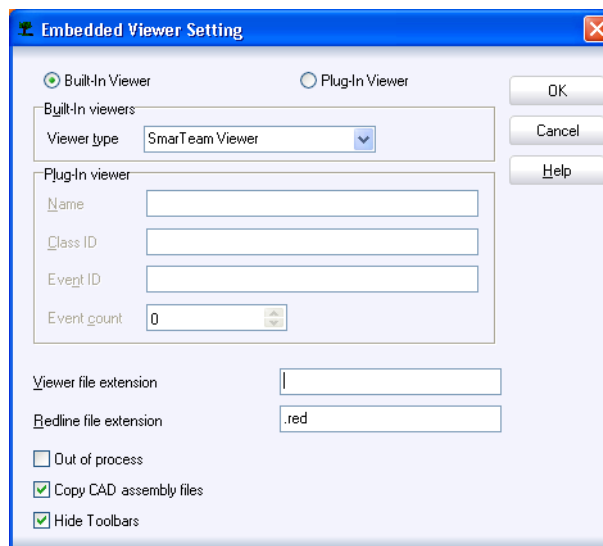 Embedded Viewer Setting
Built-In Viewer
Plug-In Viewer
OK
Built-In viewers
Viewer type
SmarTeam Viewer
Cancel
Plug-In viewer
Help
Name
Class ID
Event ID
Event count
0
Viewer file extension
Redline file extension
.red
Out of process
Copy CAD assembly files
Hide Toolbars